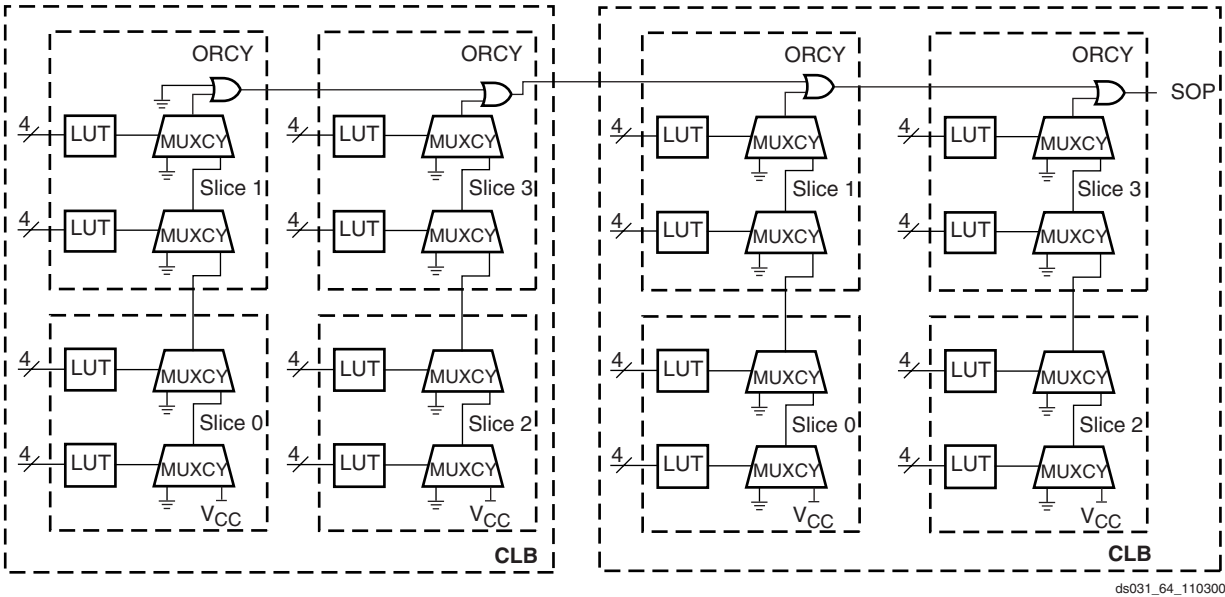 ORCY ORCY ORCY ORCY
SOP
4 LUT MUXCY 4 LUT MUXCY 4 LUT MUXCY 4 LUT MUXCY
Slice 1 Slice 3 Slice 1 Slice 3
4 LUT MUXCY 4 LUT MUXCY 4 LUT MUXCY 4 LUT MUXCY
4 LUT MUXCY 4 LUT MUXCY 4 LUT MUXCY 4 LUT MUXCY
Slice 0 Slice 2 Slice 0 Slice 2
4 LUT MUXCY 4 LUT MUXCY 4 LUT MUXCY 4 LUT MUXCY
VCC VCC VCC VCC
CLB CLB
ds031_64_110300